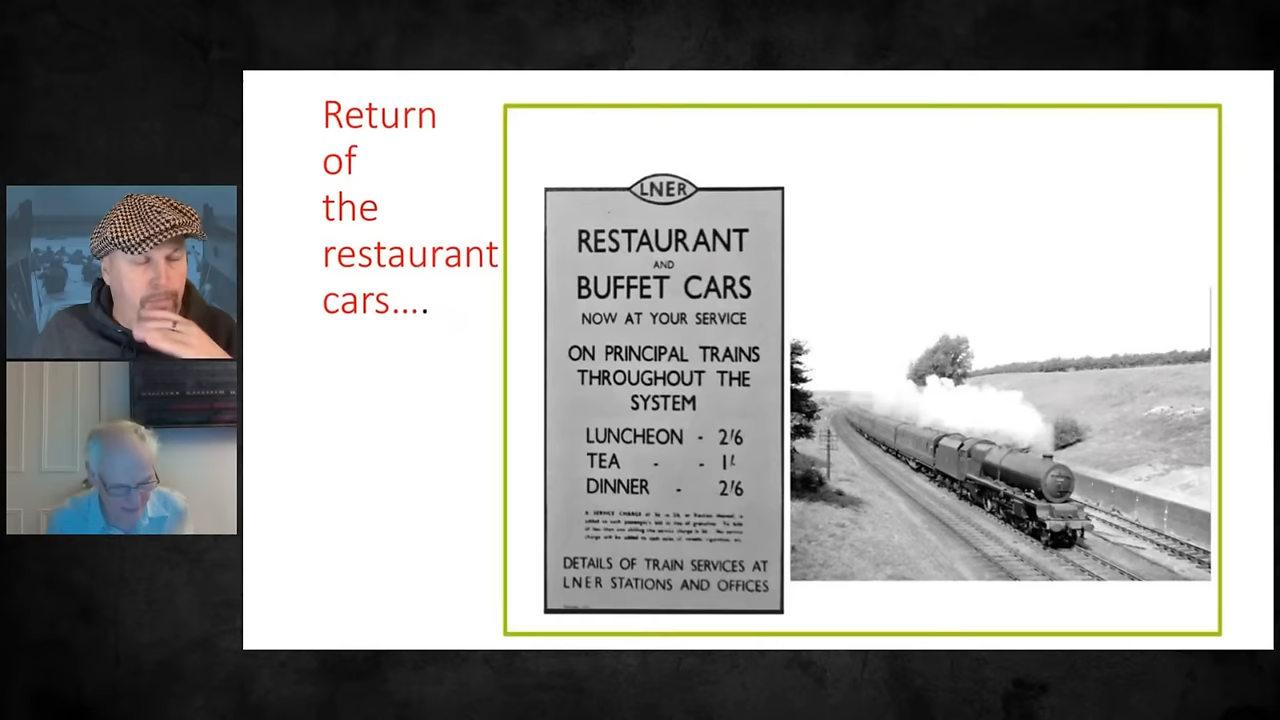 Return
of
the
restaurant
cars....
LNER
RESTAURANT
AND
BUFFET CARS
NOW AT YOUR SERVICE
ON PRINCIPAL TRAINS
THROUGHOUT THE
SYSTEM
LUNCHEON - 2/6
TEA - - 1/-
DINNER - 2/6
DETAILS OF TRAIN SERVICES AT
LNER STATIONS AND OFFICES